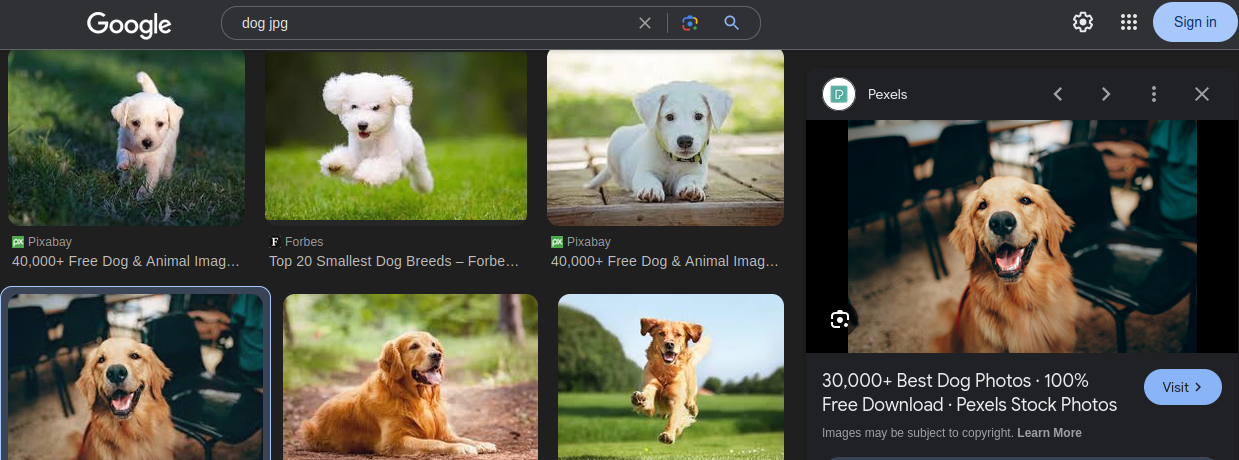 Google
dog jpg
Sign in
Pixabay
40,000+ Free Dog & Animal Imag...
F Forbes
Top 20 Smallest Dog Breeds – Forbe...
Pixabay
40,000+ Free Dog & Animal Imag...
Pexels
30,000+ Best Dog Photos · 100%
Free Download · Pexels Stock Photos
Visit
Images may be subject to copyright. Learn More